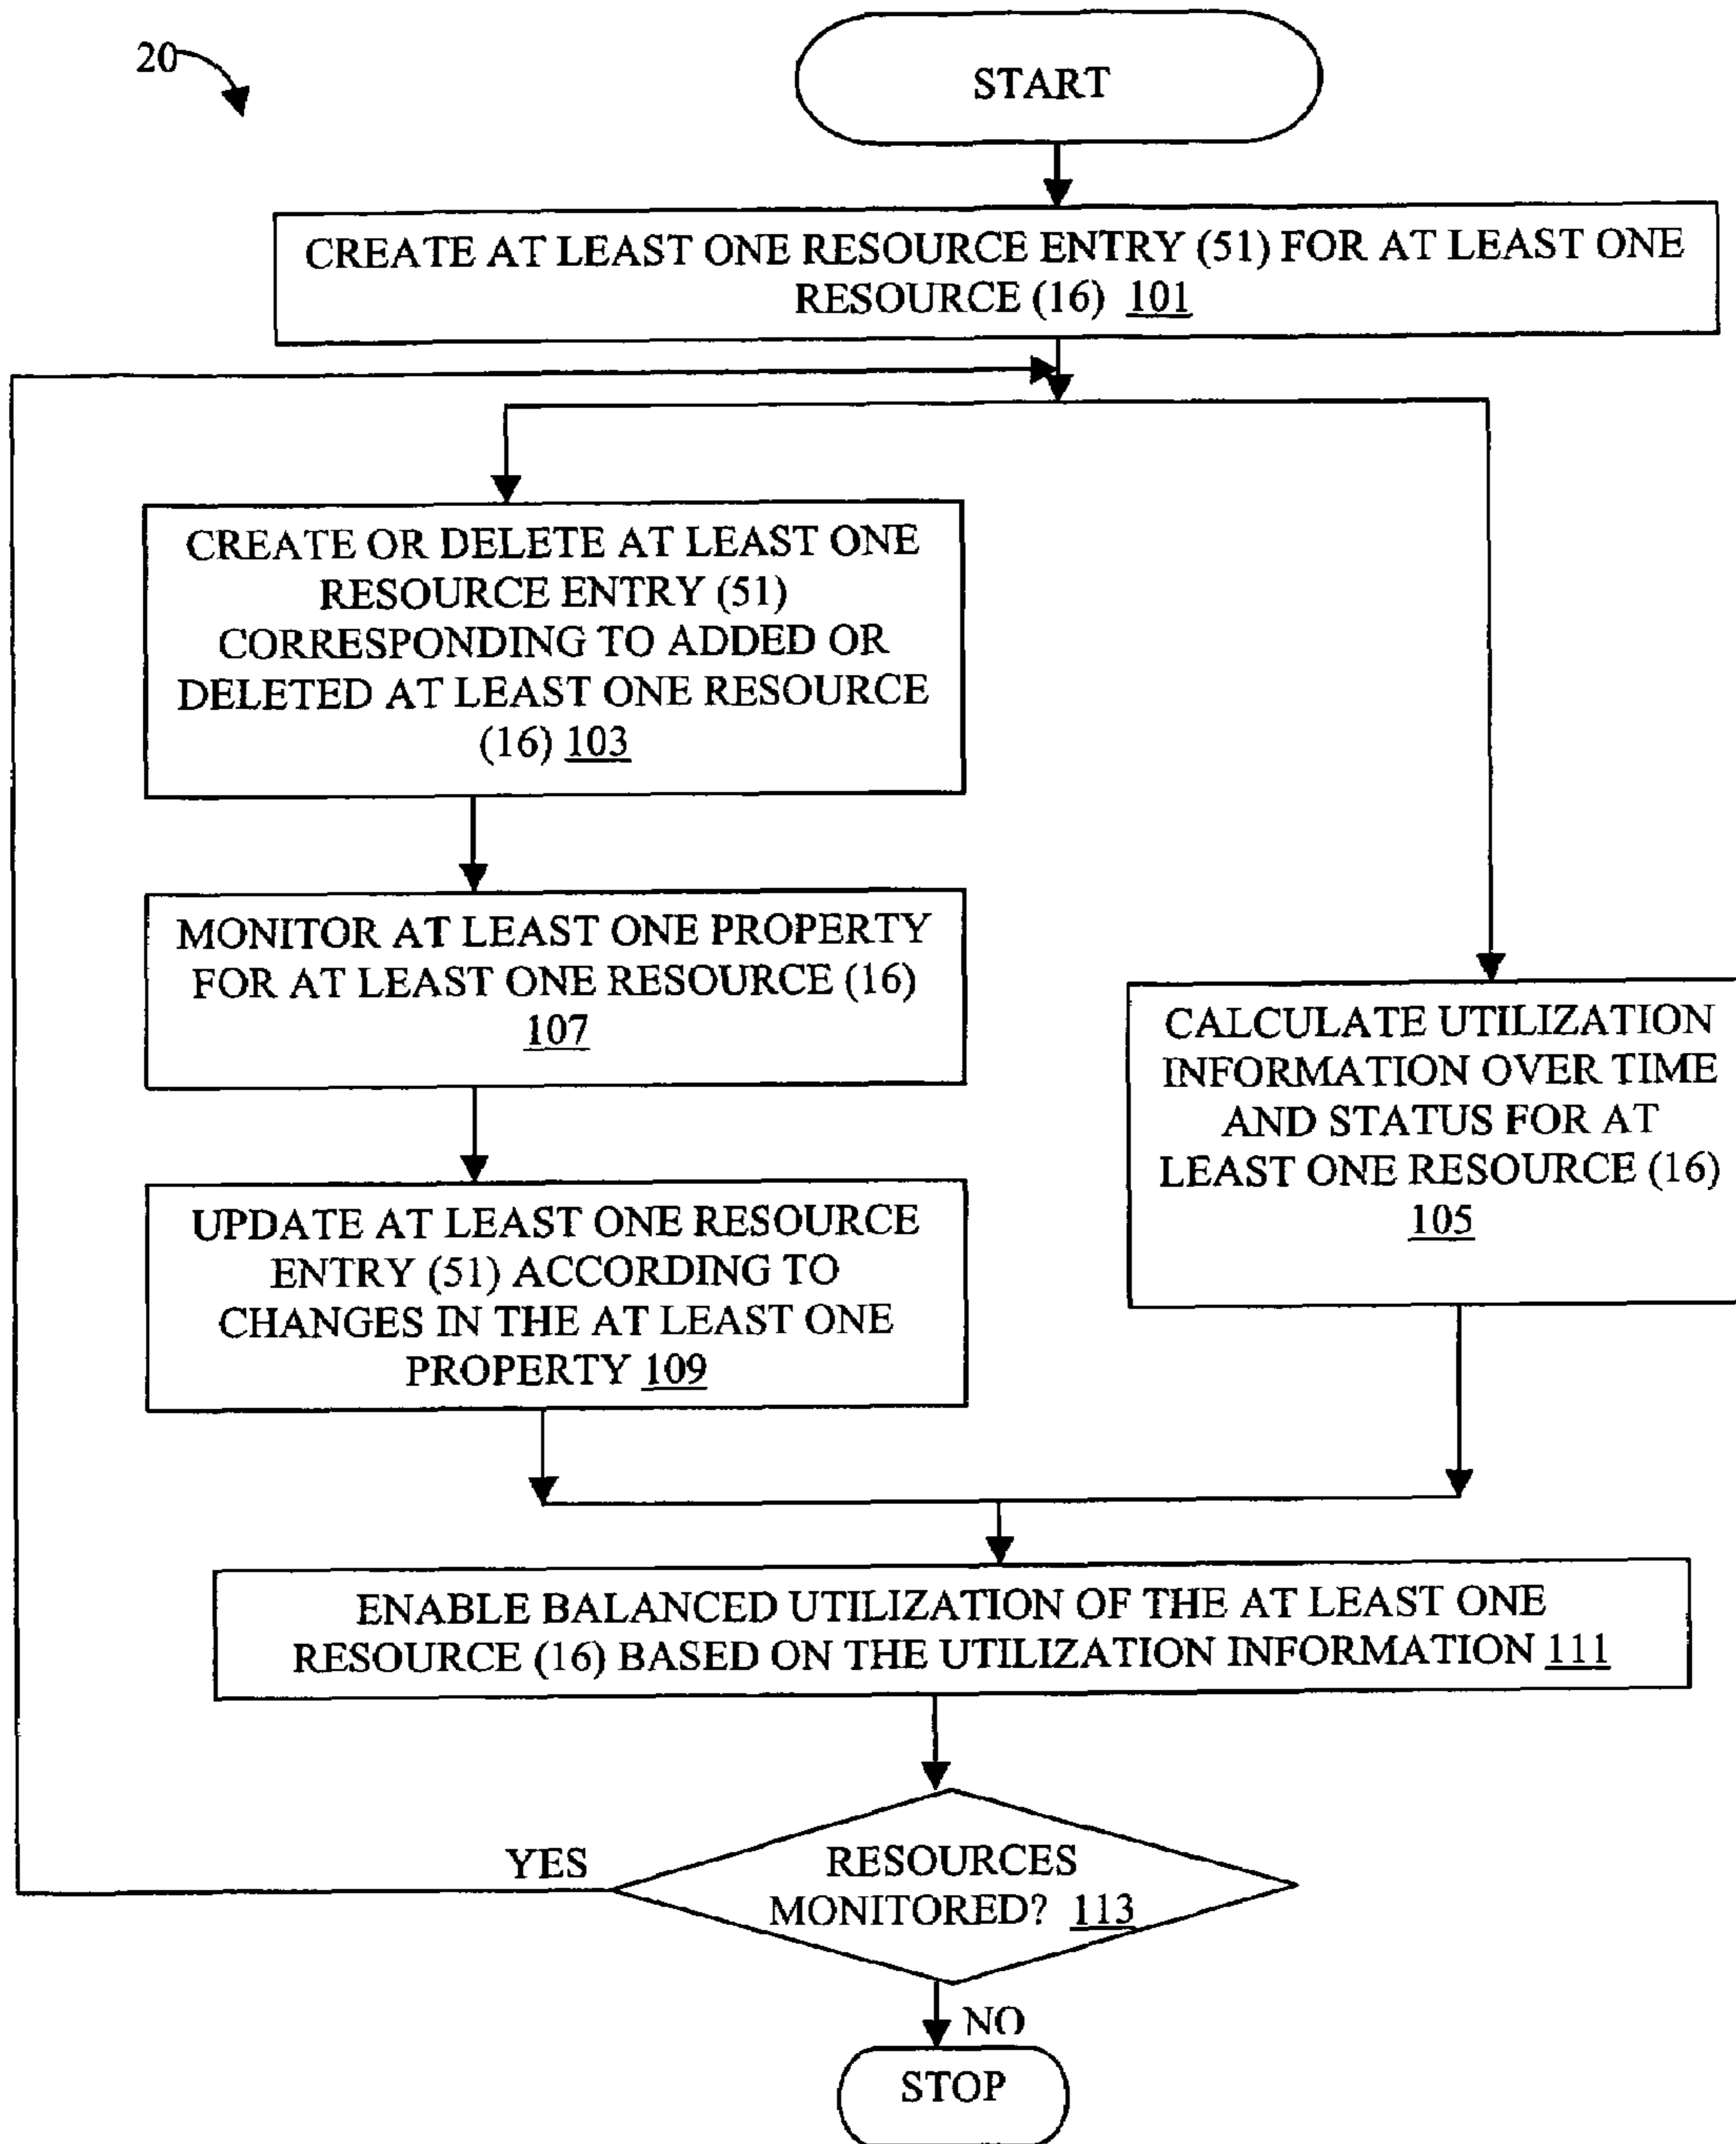 20
START
CREATE AT LEAST ONE RESOURCE ENTRY (51) FOR AT LEAST ONE
RESOURCE (16) 101
CREATE OR DELETE AT LEAST ONE
RESOURCE ENTRY (51)
CORRESPONDING TO ADDED OR
DELETED AT LEAST ONE RESOURCE
(16) 103
MONITOR AT LEAST ONE PROPERTY
FOR AT LEAST ONE RESOURCE (16)
107
CALCULATE UTILIZATION
INFORMATION OVER TIME
AND STATUS FOR AT
LEAST ONE RESOURCE (16)
105
UPDATE AT LEAST ONE RESOURCE
ENTRY (51) ACCORDING TO
CHANGES IN THE AT LEAST ONE
PROPERTY 109
ENABLE BALANCED UTILIZATION OF THE AT LEAST ONE
RESOURCE (16) BASED ON THE UTILIZATION INFORMATION 111
YES
RESOURCES
MONITORED? 113
NO
STOP